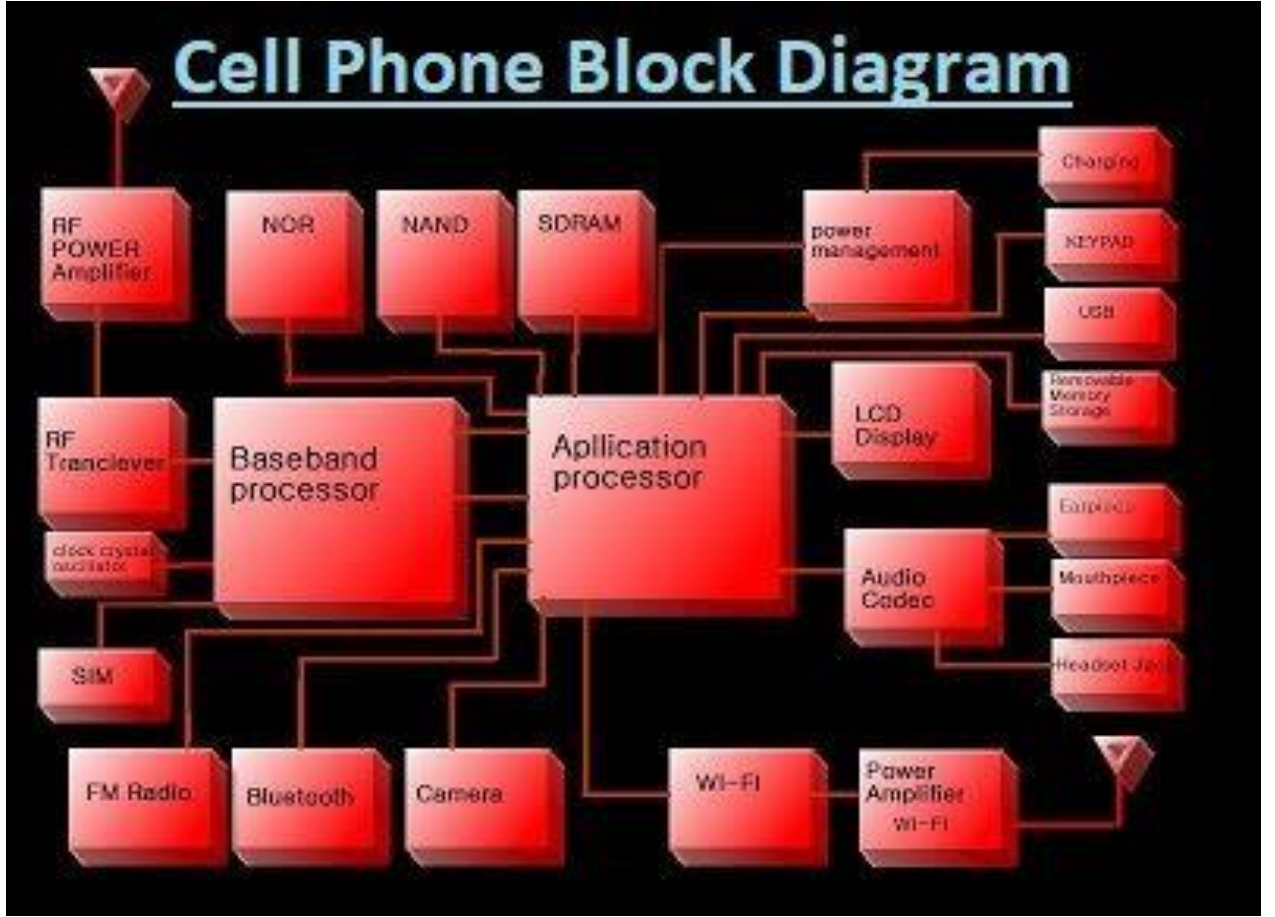 Cell Phone Block Diagram
RF
POWER
Amplifier
NOR
NAND
SDRAM
power
management
Charging
KEYPAD
USB
Removable
Memory
Storage
RF
Tranciever
Baseband
processor
Apllication
processor
LCD
Display
clock crystal
oscillator
Earpiece
Audio
Codec
Mouthpiece
Headset Jack
SIM
FM Radio
Bluetooth
Camera
WI-FI
Power
Amplifier
WI-FI